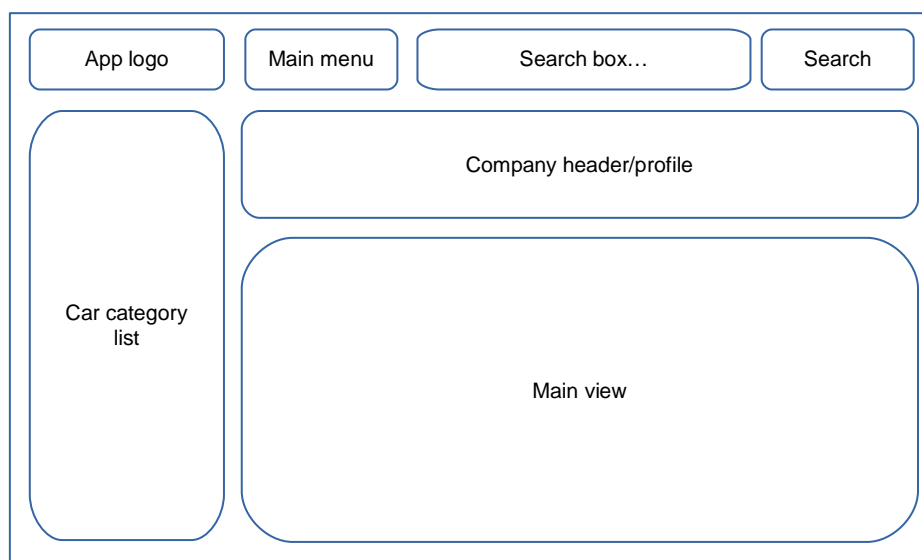 App logo
Main menu
Search box…
Search
Company header/profile
Car category
list
Main view